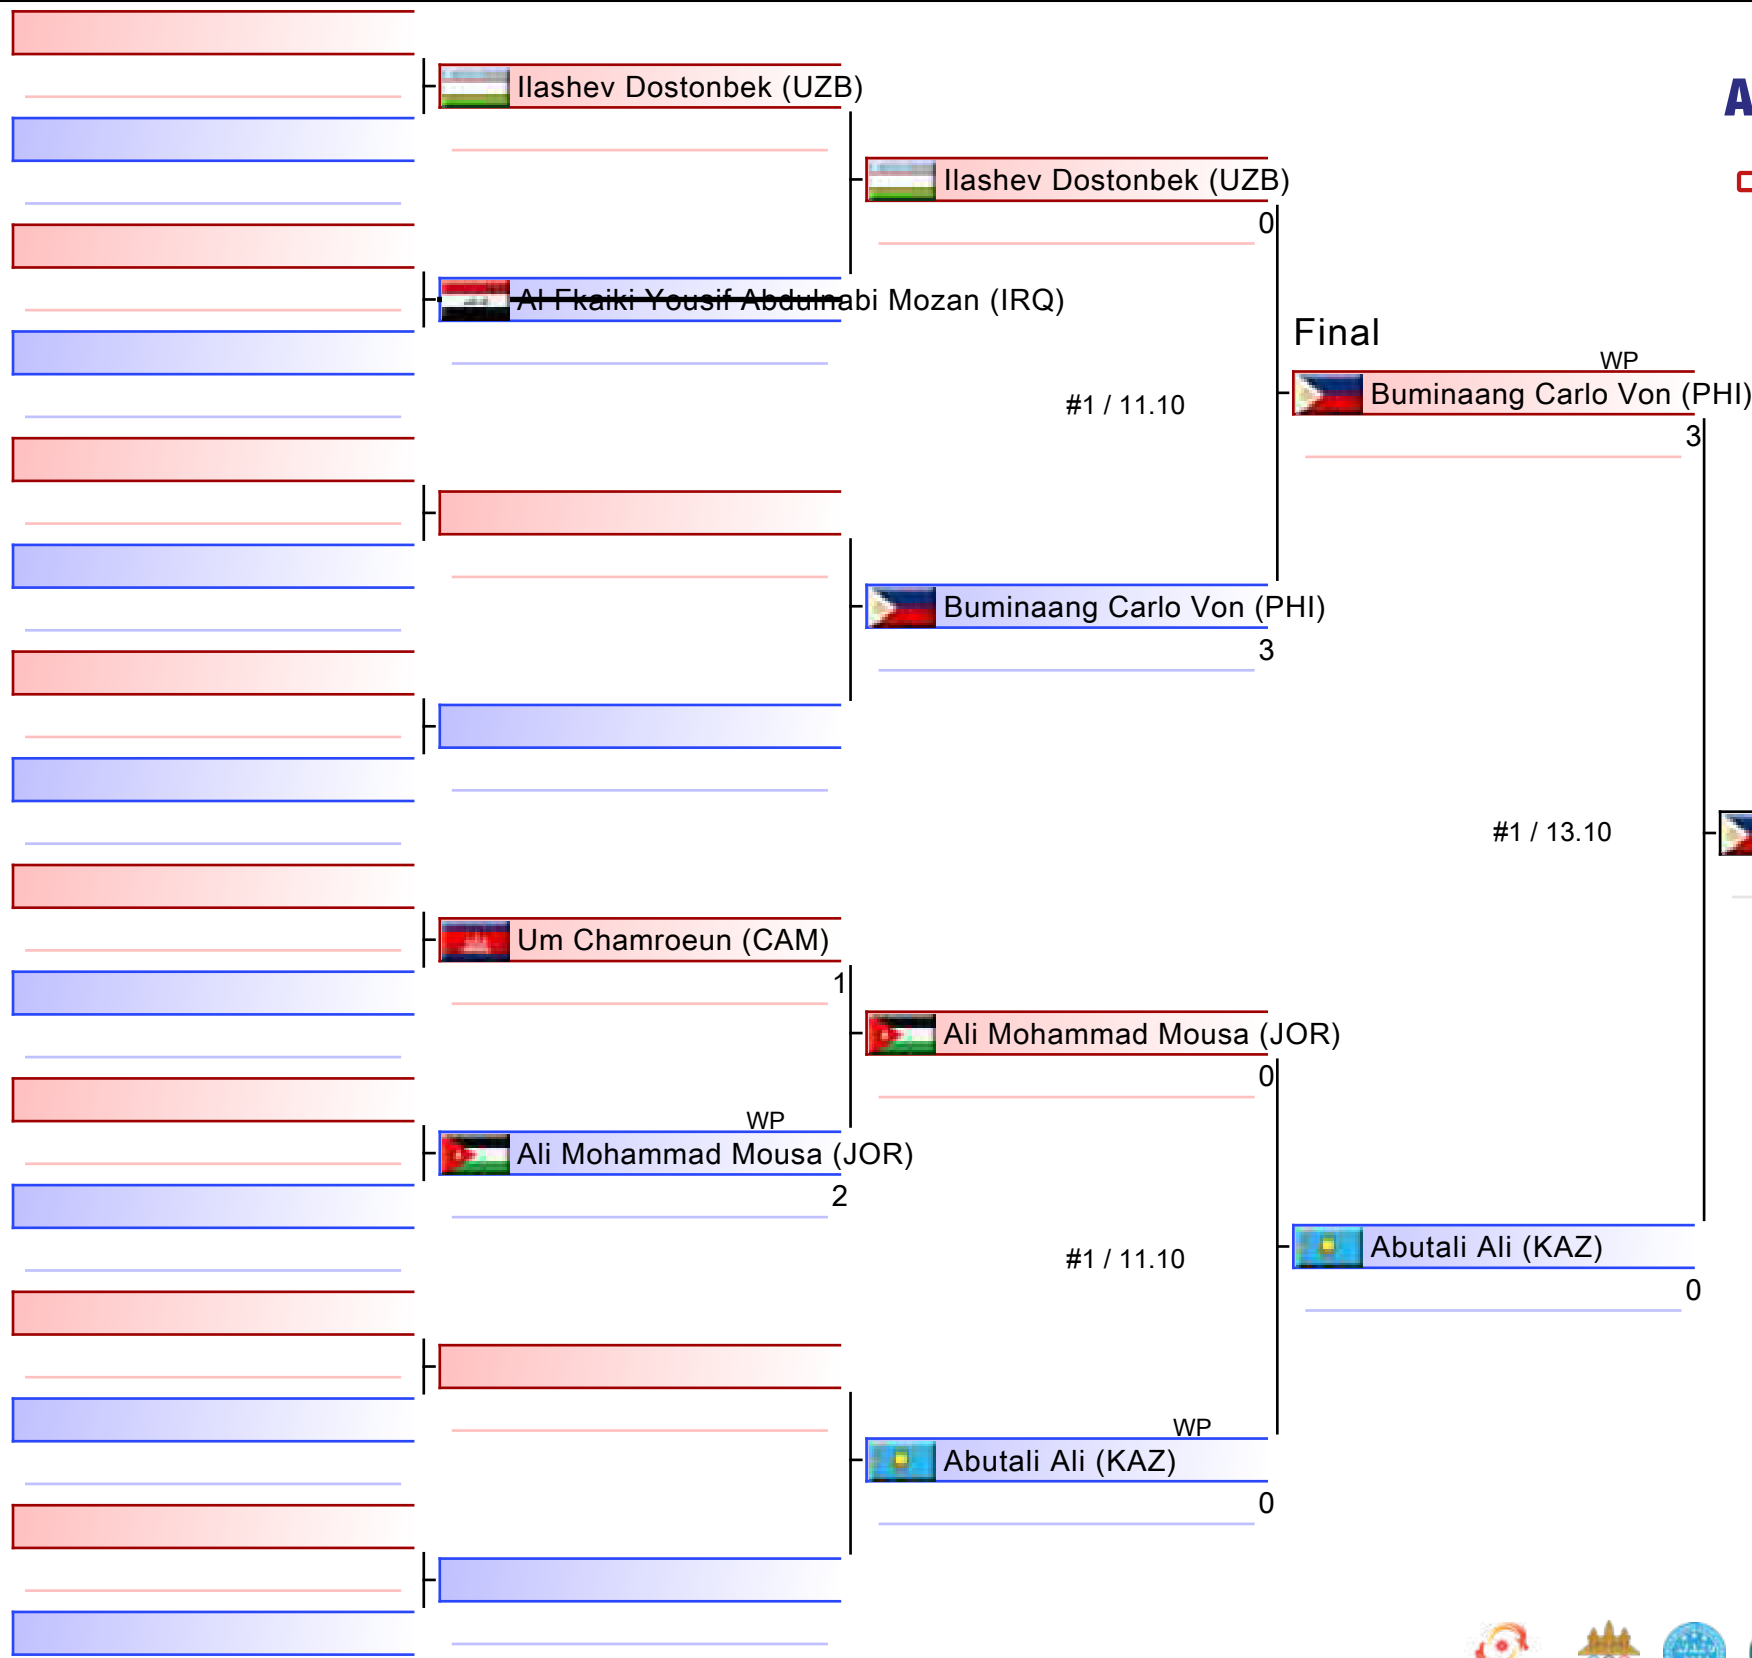 Ilashev Dostonbek (UZB)
Ilashev Dostonbek (UZB)
0
Al Fkaiki Yousif Abdulnabi Mozan (IRQ)
Final
WP
#1 / 11.10
Buminaang Carlo Von (PHI)
3
Buminaang Carlo Von (PHI)
3
#1 / 13.10
Um Chamroeun (CAM)
1
Ali Mohammad Mousa (JOR)
0
WP
Ali Mohammad Mousa (JOR)
2
#1 / 11.10
Abutali Ali (KAZ)
0
WP
Abutali Ali (KAZ)
0
A